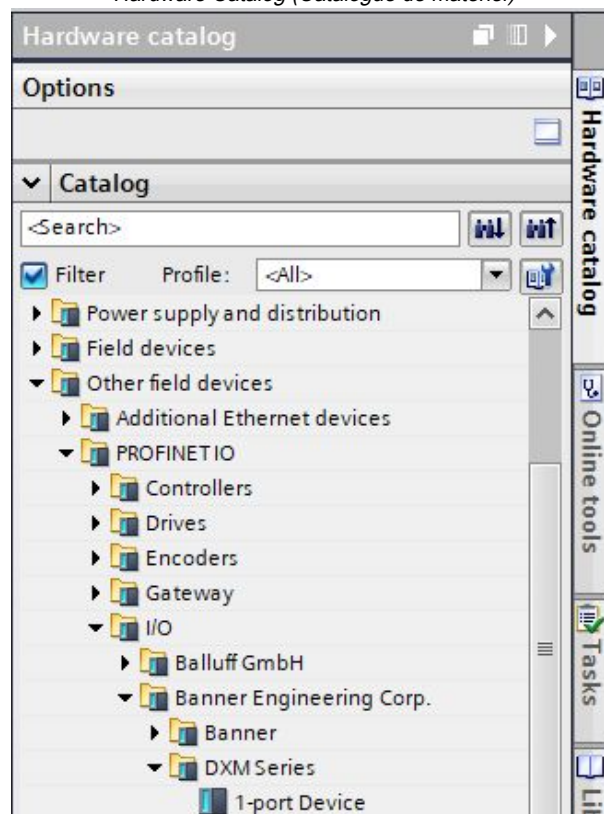 Hardware Catalog (Catalogue de matériel)
Hardware catalog
Options
Catalog
<Search>
Filter Profile: <All>
Power supply and distribution
Field devices
Other field devices
Additional Ethernet devices
PROFINET IO
Controllers
Drives
Encoders
Gateway
I/O
Balluff GmbH
Banner Engineering Corp.
Banner
DXM Series
1-port Device
Hardware catalog
Online tools
Tasks